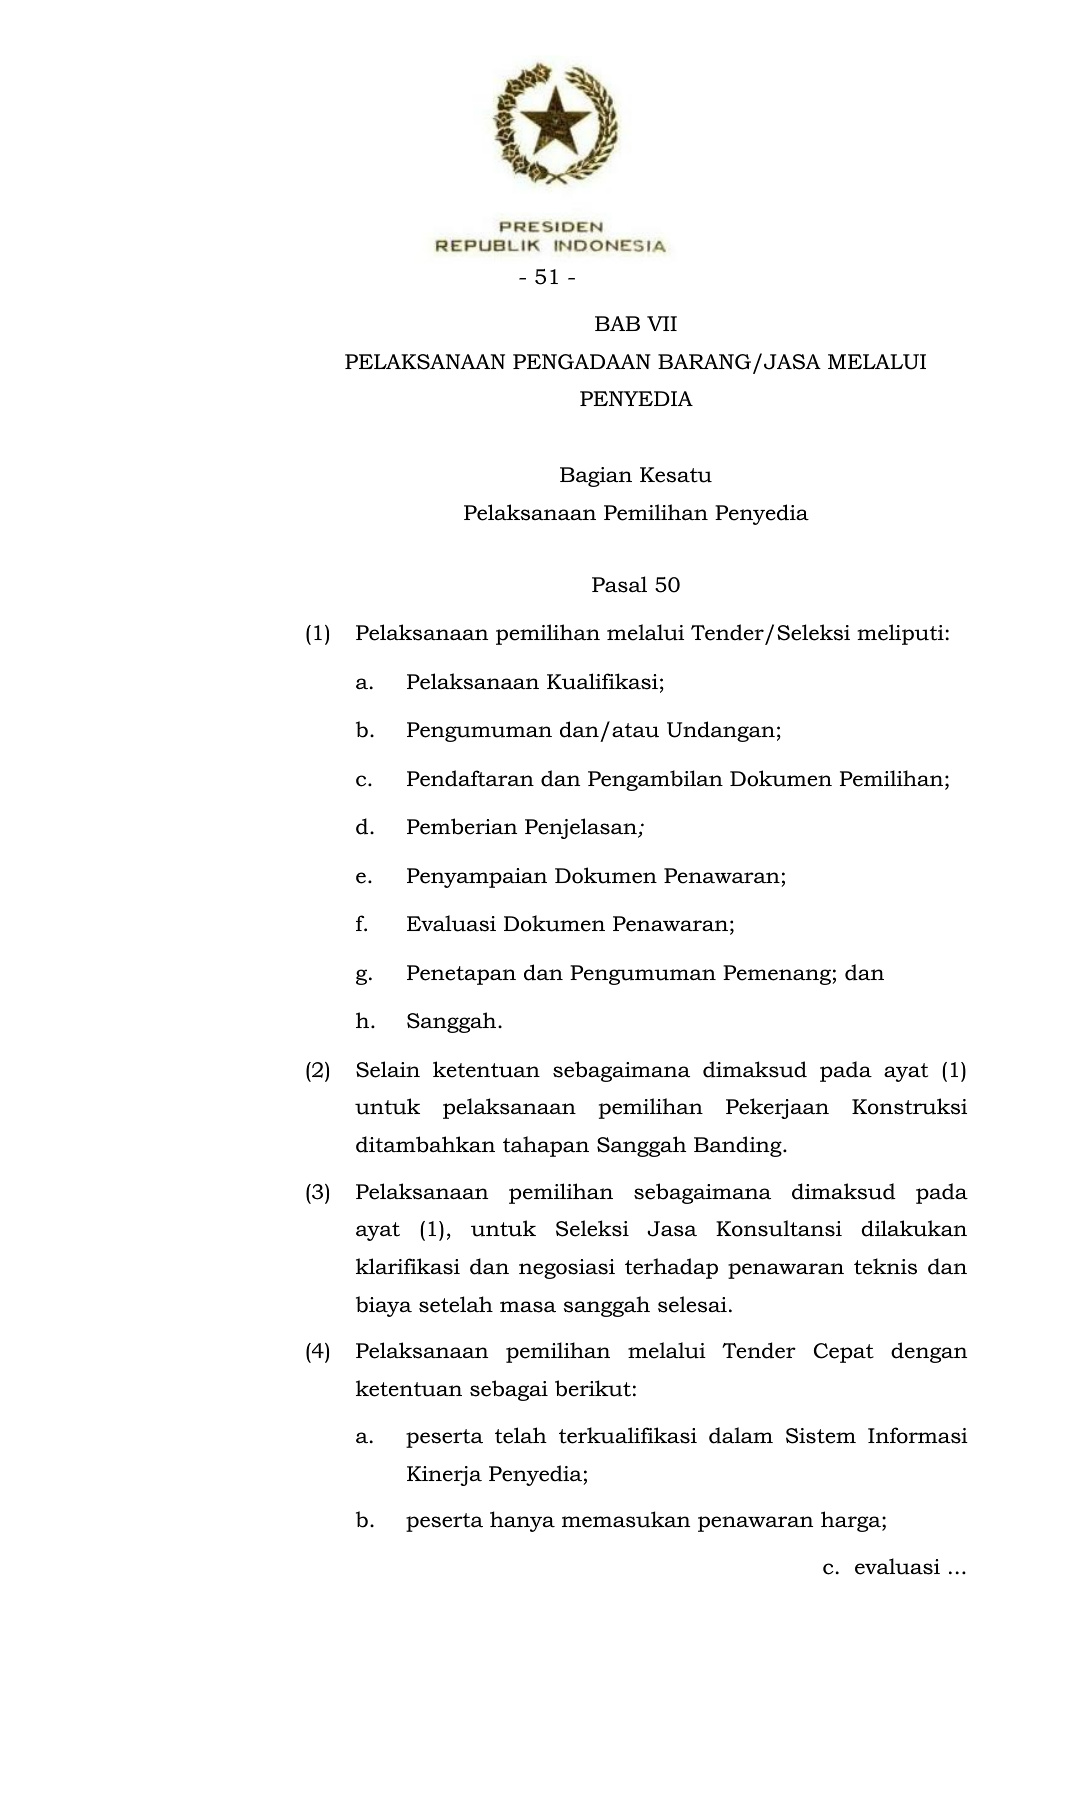 PRESIDEN
REPUBLIK INDONESIA
- 51 -
BAB VII
PELAKSANAAN PENGADAAN BARANG/JASA MELALUI
PENYEDIA
Bagian Kesatu
Pelaksanaan Pemilihan Penyedia
Pasal 50
(1) Pelaksanaan pemilihan melalui Tender/Seleksi meliputi:
a. Pelaksanaan Kualifikasi;
b. Pengumuman dan/atau Undangan;
c. Pendaftaran dan Pengambilan Dokumen Pemilihan;
d. Pemberian Penjelasan;
e. Penyampaian Dokumen Penawaran;
f. Evaluasi Dokumen Penawaran;
g. Penetapan dan Pengumuman Pemenang; dan
h. Sanggah.
(2) Selain ketentuan sebagaimana dimaksud pada ayat (1)
untuk pelaksanaan pemilihan Pekerjaan Konstruksi
ditambahkan tahapan Sanggah Banding.
(3) Pelaksanaan pemilihan sebagaimana dimaksud pada
ayat (1), untuk Seleksi Jasa Konsultansi dilakukan
klarifikasi dan negosiasi terhadap penawaran teknis dan
biaya setelah masa sanggah selesai.
(4) Pelaksanaan pemilihan melalui Tender Cepat dengan
ketentuan sebagai berikut:
a. peserta telah terkualifikasi dalam Sistem Informasi
Kinerja Penyedia;
b. peserta hanya memasukan penawaran harga;
c. evaluasi ...